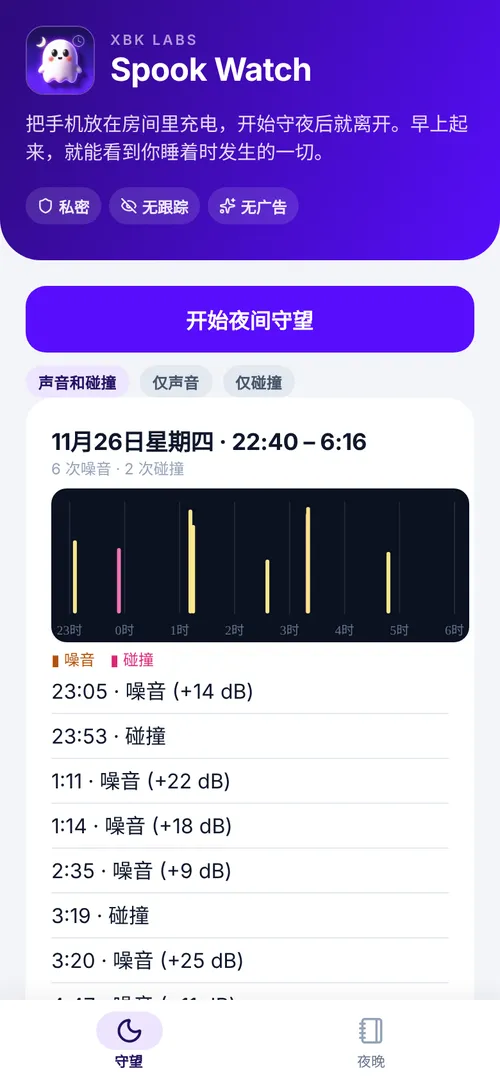 XBK LABS
Spook Watch
把手机放在房间里充电，开始守夜后就离开。早上起
来，就能看到你睡着时发生的一切。
私密
无跟踪
无广告
开始夜间守望
声音和碰撞
仅声音
仅碰撞
11月26日星期四 · 22:40 – 6:16
6 次噪音 · 2 次碰撞
23时 0时 1时 2时 3时 4时 5时 6时
噪音 碰撞
23:05 · 噪音 (+14 dB)
23:53 · 碰撞
1:11 · 噪音 (+22 dB)
1:14 · 噪音 (+18 dB)
2:35 · 噪音 (+9 dB)
3:19 · 碰撞
3:20 · 噪音 (+25 dB)
守望
夜晚